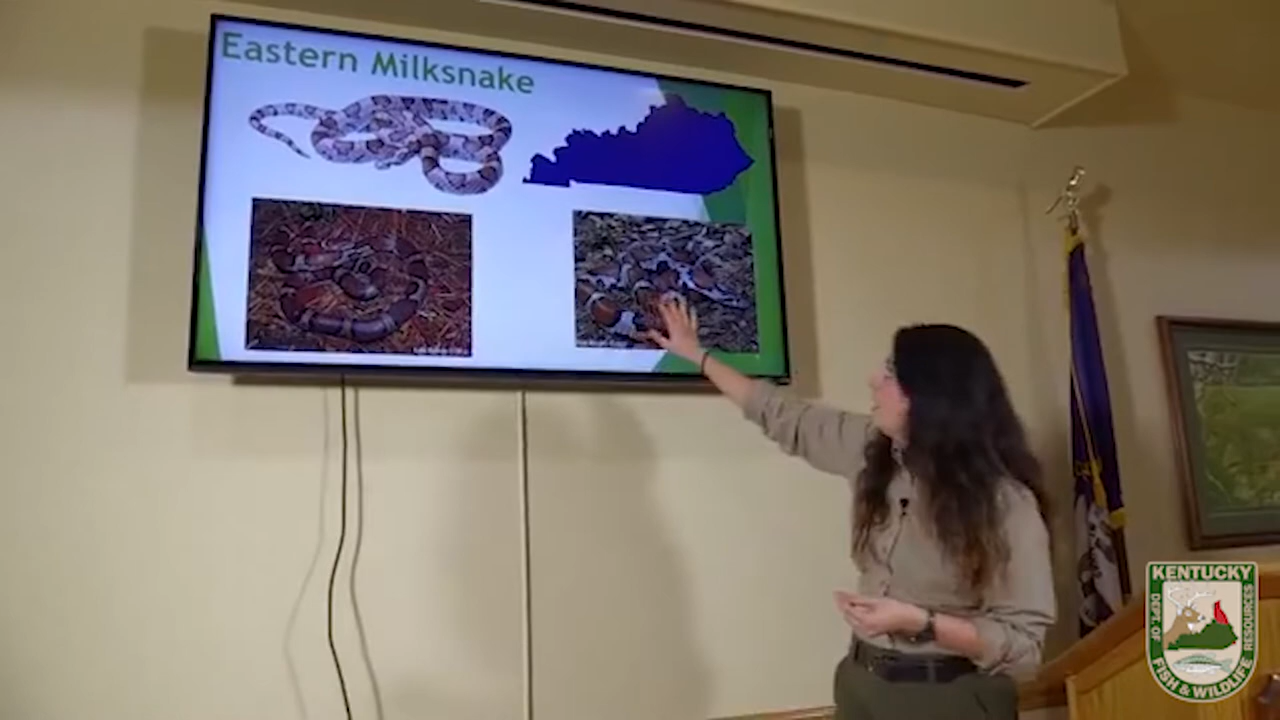 Eastern Milksnake
KENTUCKY
DEPT. OF
FISH & WILDLIFE
RESOURCES